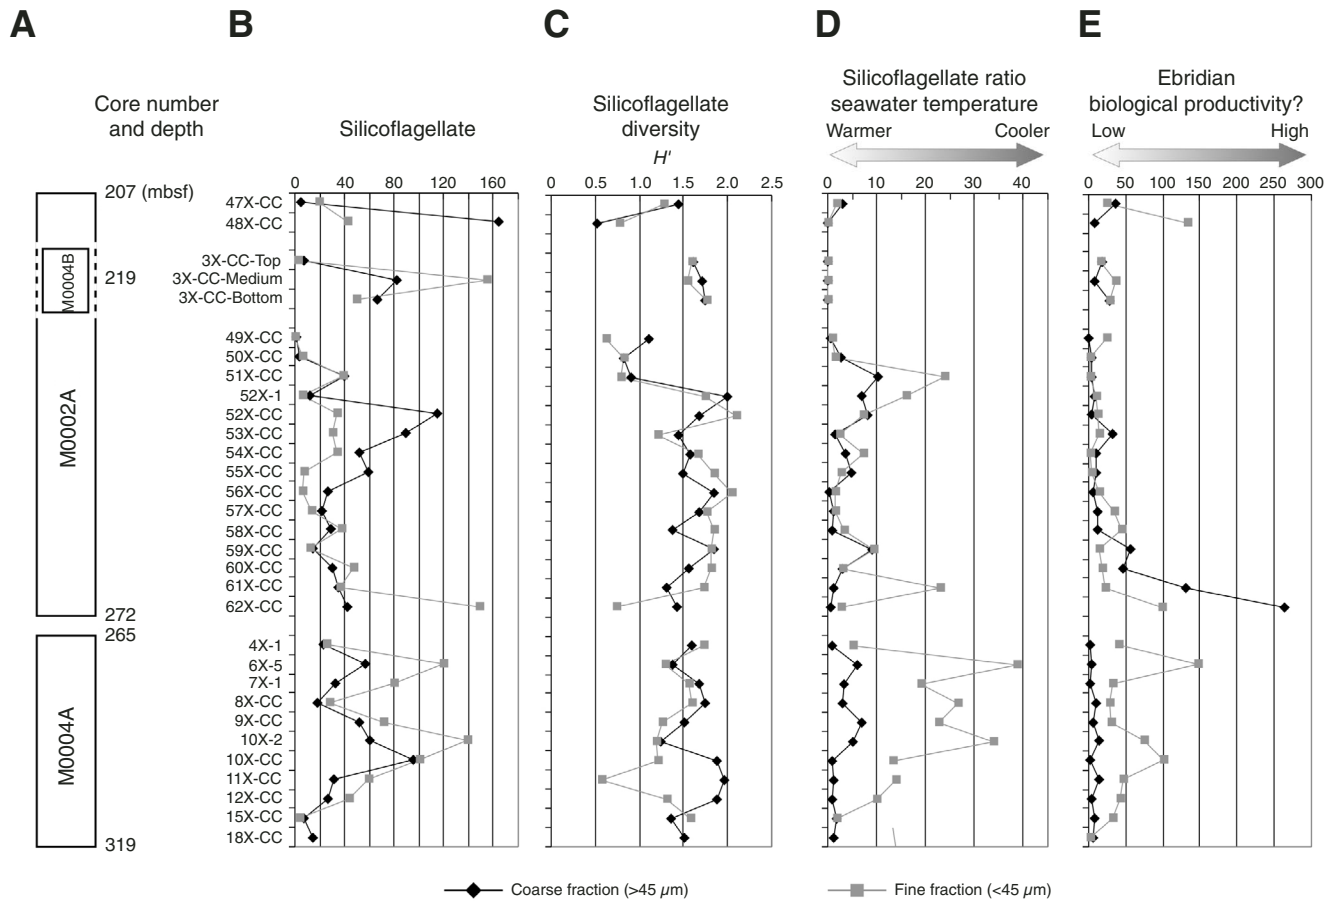 A
B
C
D
E
Core number
and depth
Silicoflagellate
Silicoflagellate
diversity
H'
Silicoflagellate ratio
seawater temperature
Warmer
Cooler
Ebridian
biological productivity?
Low
High
0 40 80 120 160
0 0.5 1.0 1.5 2.0 2.5
0 10 20 30 40
0 50 100 150 200 250 300
207 (mbsf)
47X-CC
48X-CC
M0004B
219
3X-CC-Top
3X-CC-Medium
3X-CC-Bottom
M0002A
49X-CC
50X-CC
51X-CC
52X-1
52X-CC
53X-CC
54X-CC
55X-CC
56X-CC
57X-CC
58X-CC
59X-CC
60X-CC
61X-CC
62X-CC
272
265
M0004A
4X-1
6X-5
7X-1
8X-CC
9X-CC
10X-2
10X-CC
11X-CC
12X-CC
15X-CC
18X-CC
319
Coarse fraction (>45 µm)
Fine fraction (<45 µm)